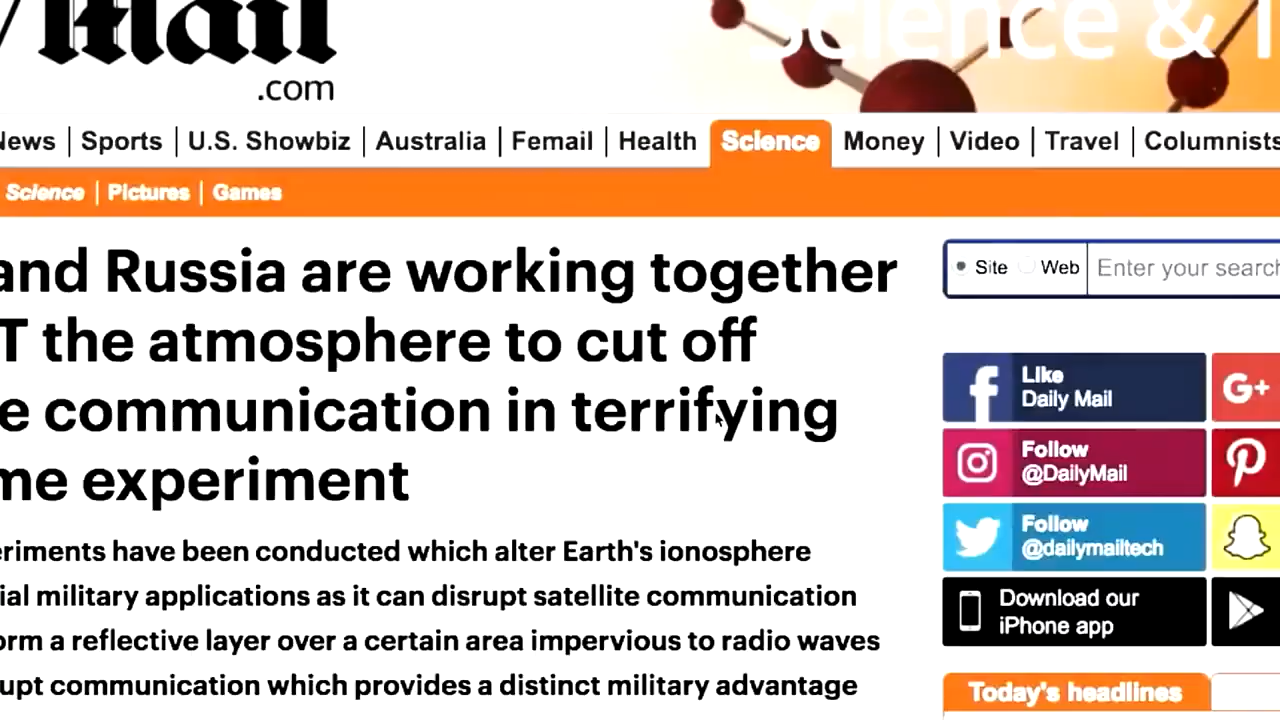 Mail
.com
Science &
News | Sports | U.S. Showbiz | Australia | Femail | Health | Science | Money | Video | Travel | Columnists
Science | Pictures | Games
and Russia are working together
T the atmosphere to cut off
e communication in terrifying
me experiment
eriments have been conducted which alter Earth's ionosphere
ial military applications as it can disrupt satellite communication
orm a reflective layer over a certain area impervious to radio waves
upt communication which provides a distinct military advantage
Site Web Enter your search
f Like
Daily Mail
G+
Follow
@DailyMail
Follow
@dailymailtech
Download our
iPhone app
Today's headlines